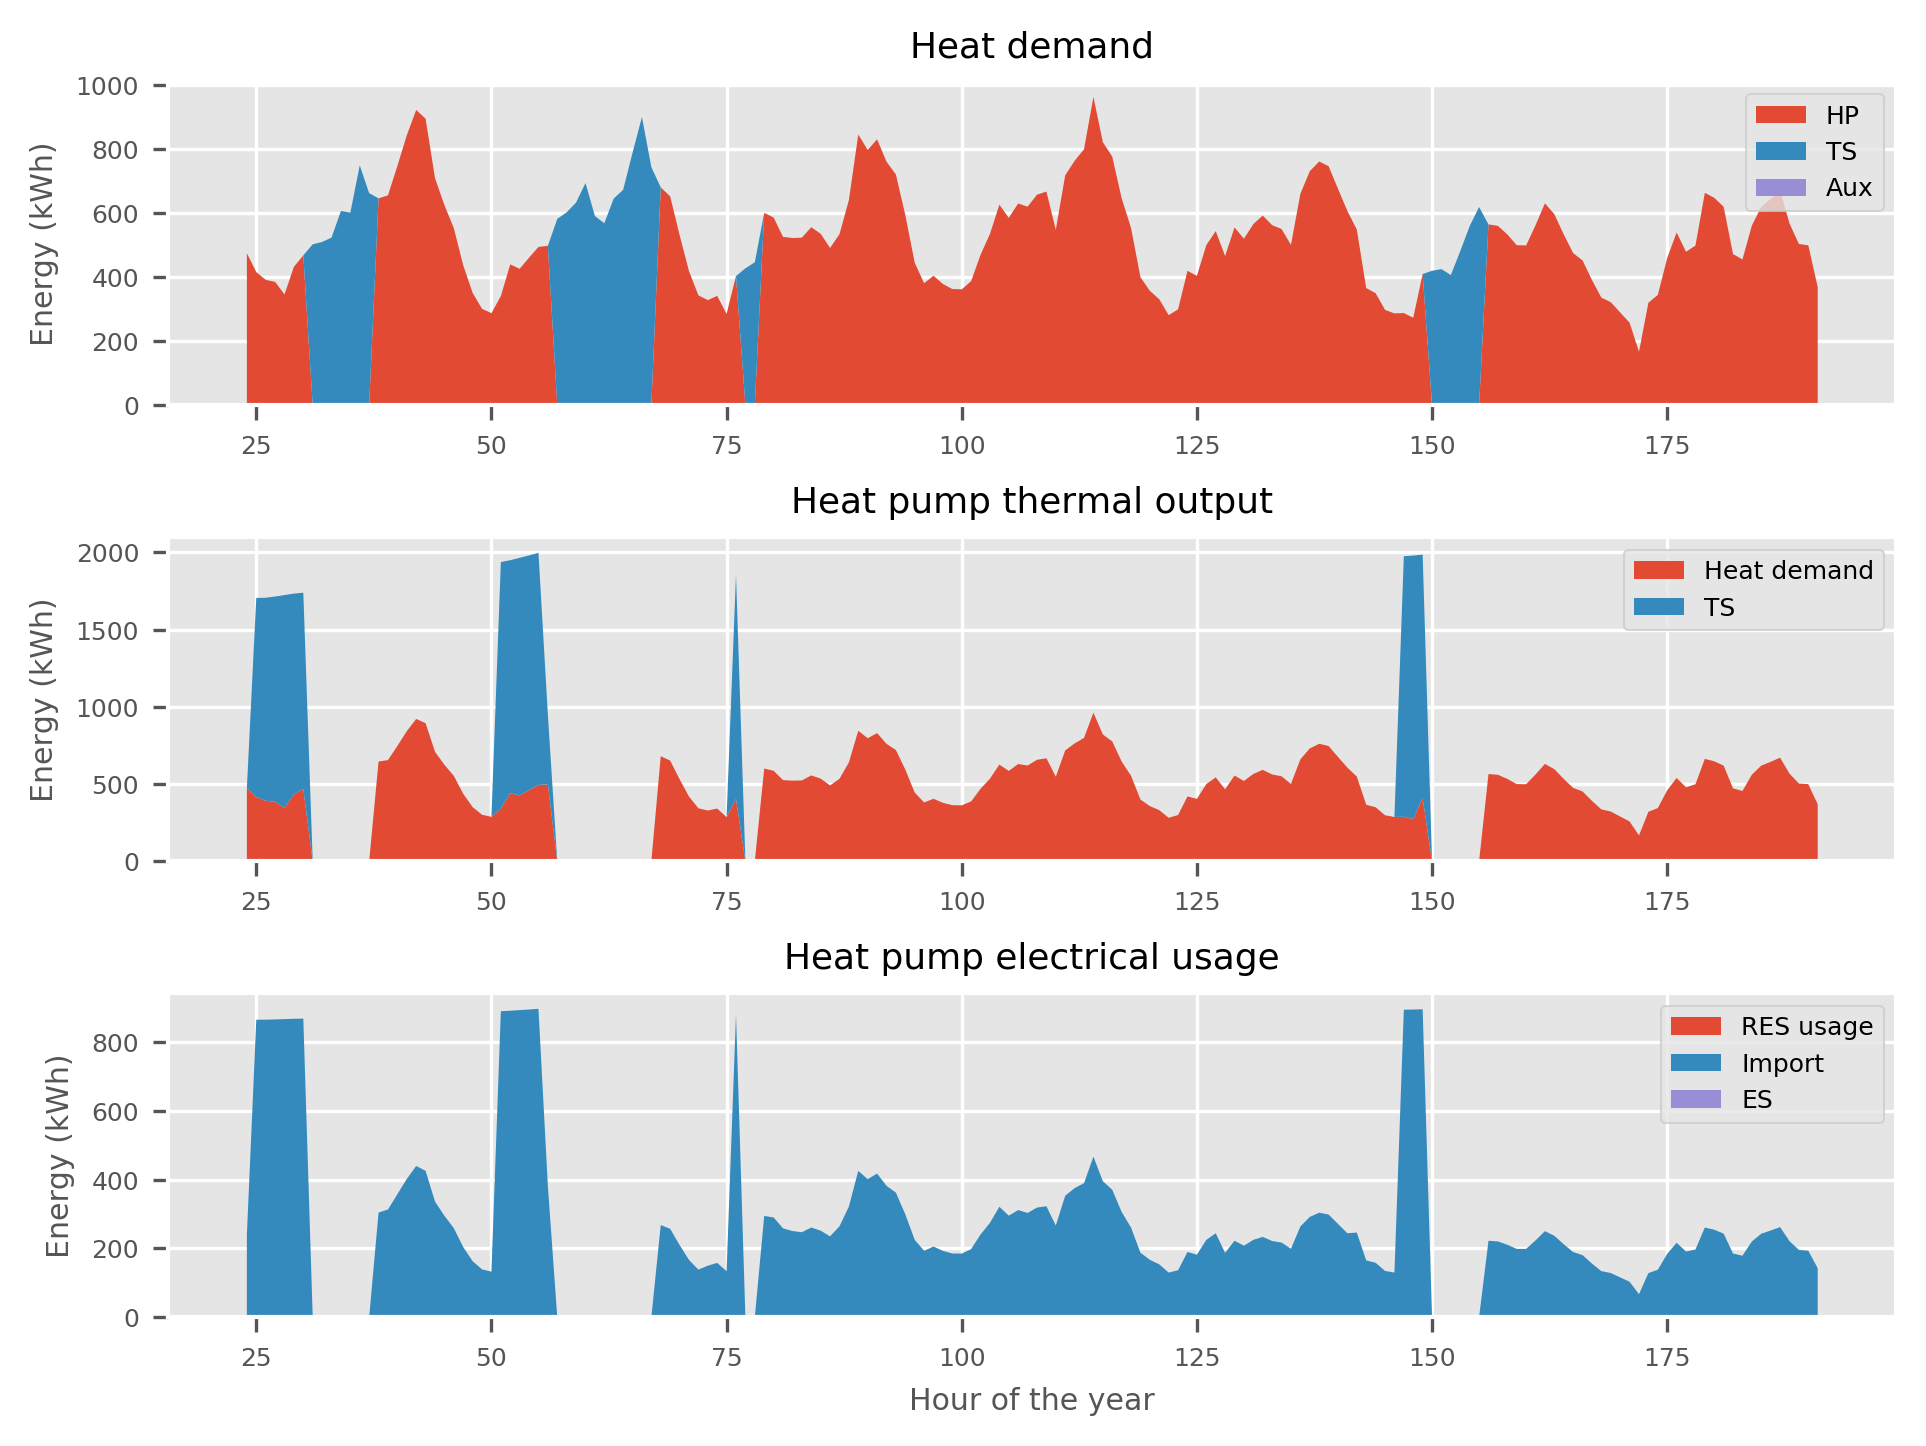 Heat demand
Energy (kWh)
1000
800
600
400
200
0
HP
TS
Aux
25 50 75 100 125 150 175
Heat pump thermal output
Energy (kWh)
2000
1500
1000
500
0
Heat demand
TS
25 50 75 100 125 150 175
Heat pump electrical usage
Energy (kWh)
800
600
400
200
0
RES usage
Import
ES
25 50 75 100 125 150 175
Hour of the year